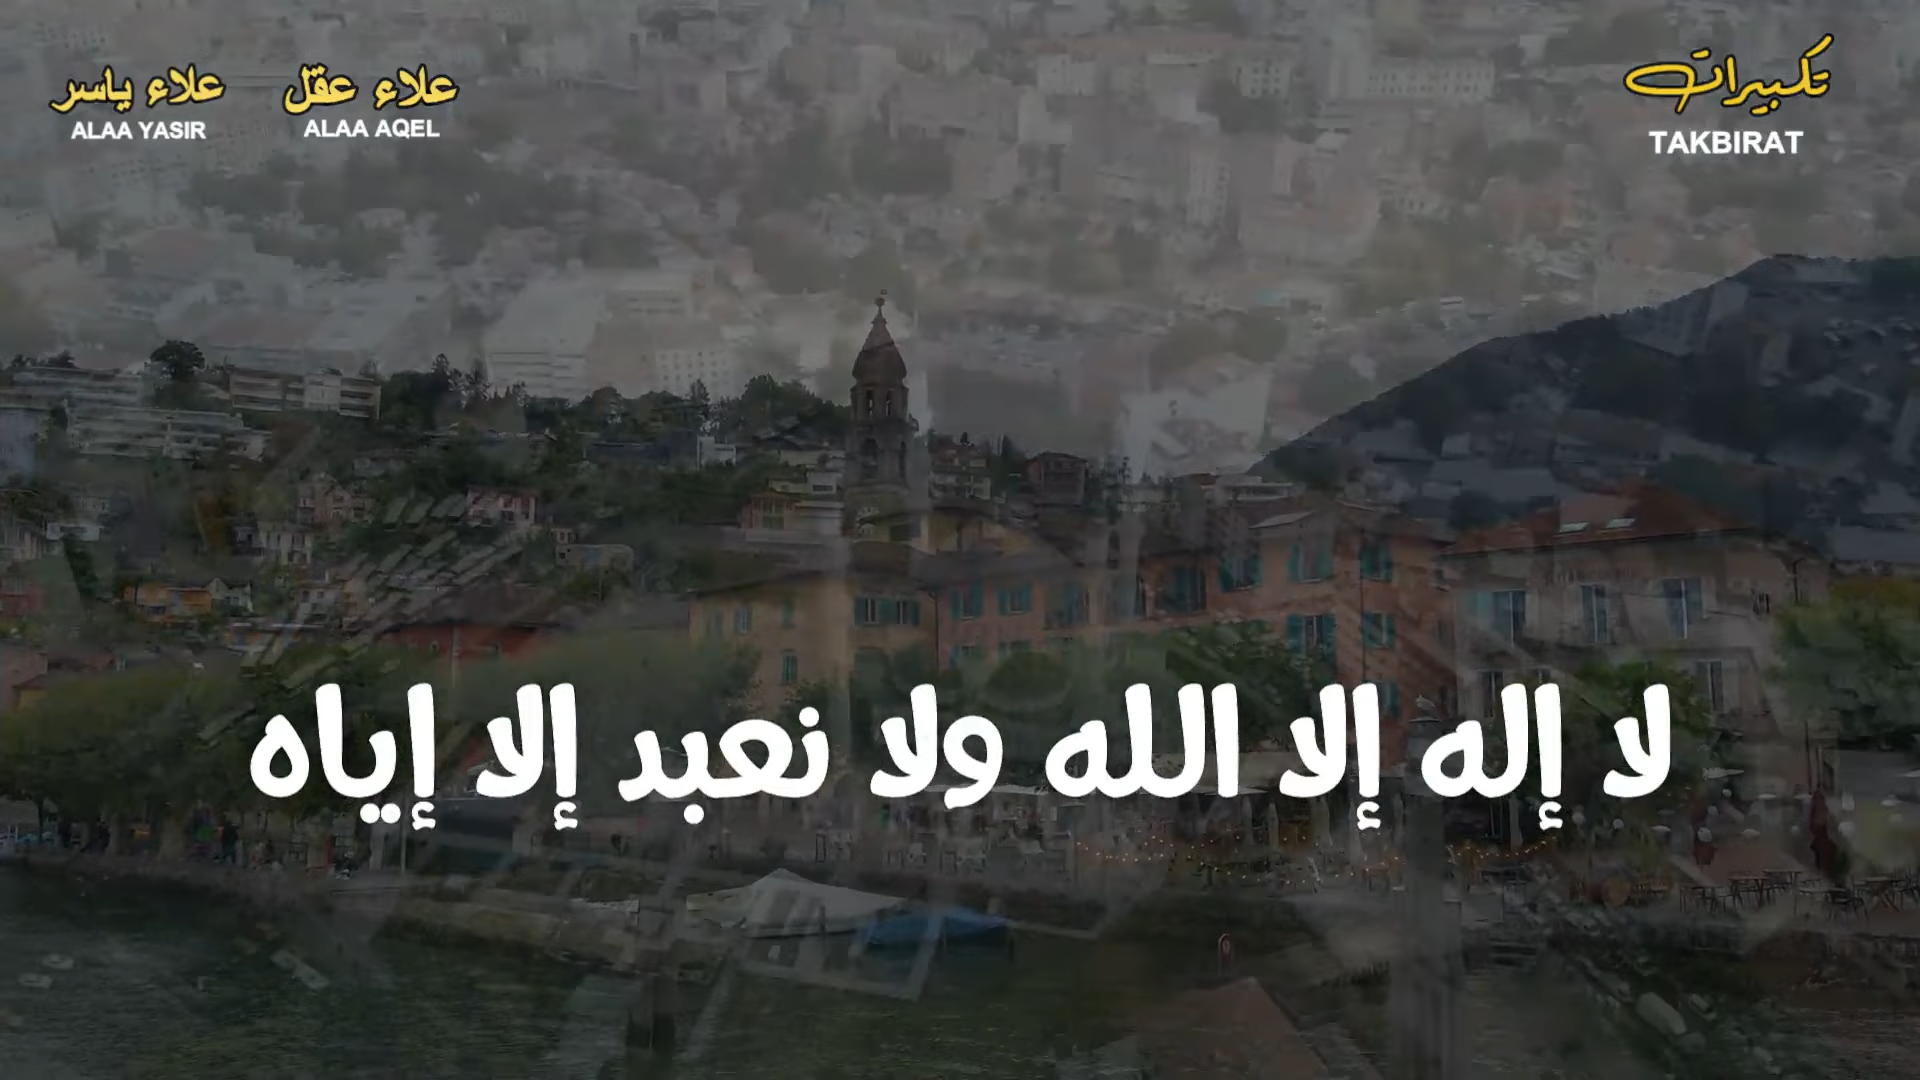 علاء ياسر
ALAA YASIR
علاء عقل
ALAA AQEL
تكبيرات
TAKBIRAT
لا إله إلا الله ولا نعبد إلا إياه